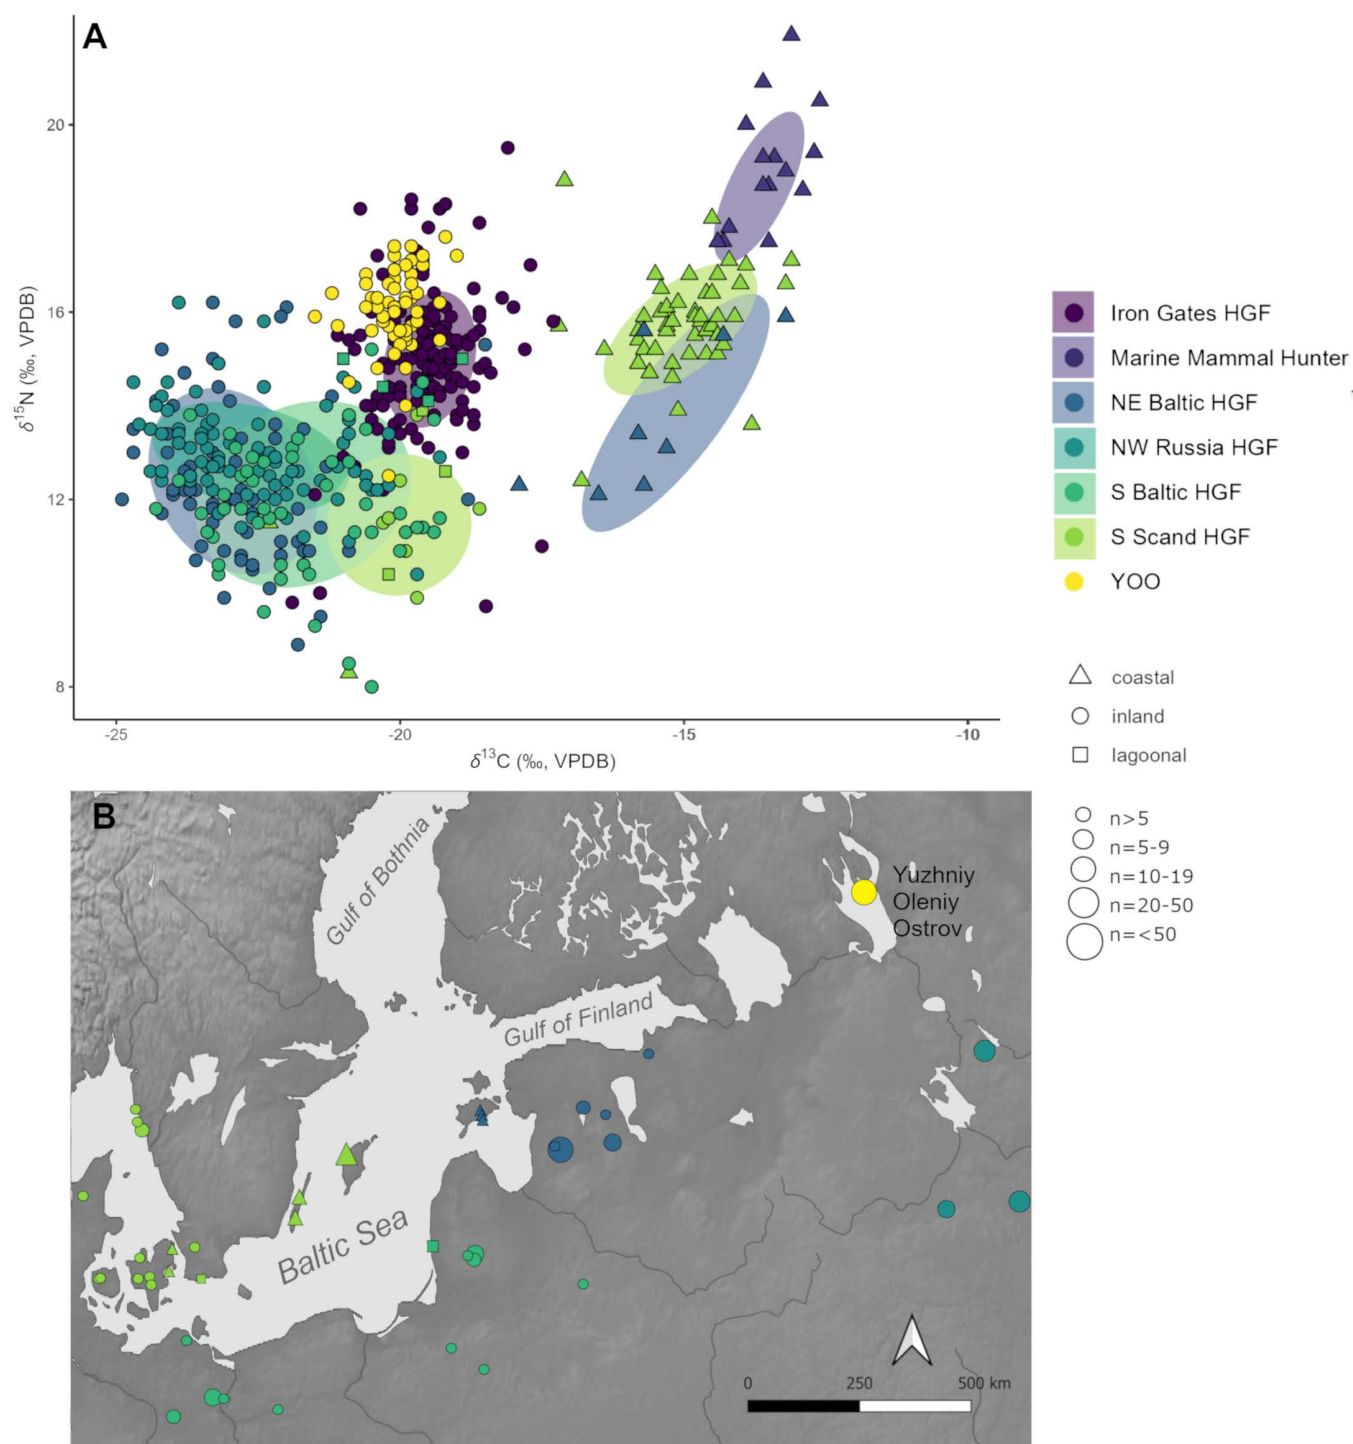 A
20
16
12
8
δ15N (‰, VPDB)
-25
-20
-15
-10
δ13C (‰, VPDB)
Iron Gates HGF
Marine Mammal Hunter
NE Baltic HGF
NW Russia HGF
S Baltic HGF
S Scand HGF
YOO
coastal
inland
lagoonal
n>5
n=5-9
n=10-19
n=20-50
n=<50
B
Gulf of Bothnia
Yuzhniy
Oleniy
Ostrov
Gulf of Finland
Baltic Sea
0 250 500 km